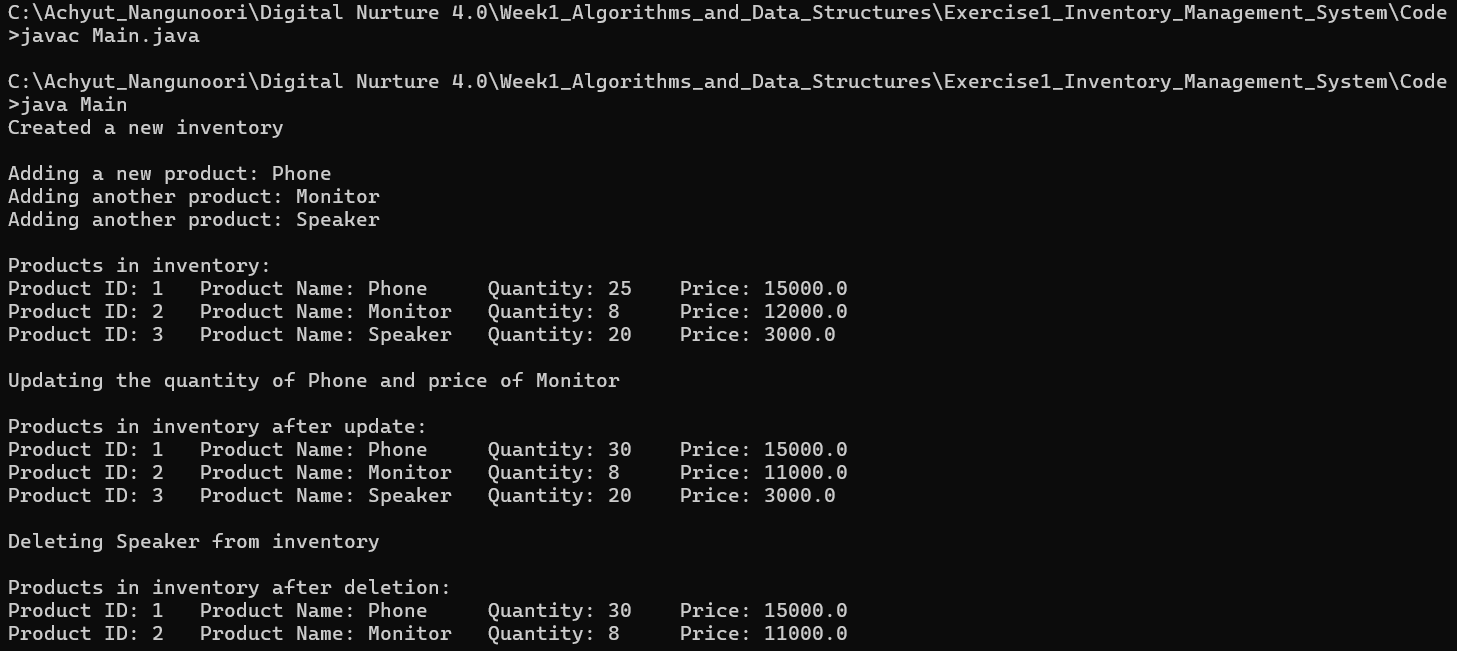 C:\Achyut_Nangunoori\Digital Nurture 4.0\Week1_Algorithms_and_Data_Structures\Exercise1_Inventory_Management_System\Code
>javac Main.java
C:\Achyut_Nangunoori\Digital Nurture 4.0\Week1_Algorithms_and_Data_Structures\Exercise1_Inventory_Management_System\Code
>java Main
Created a new inventory
Adding a new product: Phone
Adding another product: Monitor
Adding another product: Speaker
Products in inventory:
Product ID: 1   Product Name: Phone     Quantity: 25    Price: 15000.0
Product ID: 2   Product Name: Monitor   Quantity: 8     Price: 12000.0
Product ID: 3   Product Name: Speaker   Quantity: 20    Price: 3000.0
Updating the quantity of Phone and price of Monitor
Products in inventory after update:
Product ID: 1   Product Name: Phone     Quantity: 30    Price: 15000.0
Product ID: 2   Product Name: Monitor   Quantity: 8     Price: 11000.0
Product ID: 3   Product Name: Speaker   Quantity: 20    Price: 3000.0
Deleting Speaker from inventory
Products in inventory after deletion:
Product ID: 1   Product Name: Phone     Quantity: 30    Price: 15000.0
Product ID: 2   Product Name: Monitor   Quantity: 8     Price: 11000.0